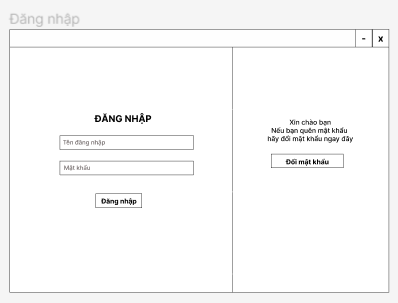 Đăng nhập
- x
ĐĂNG NHẬP
Tên đăng nhập
Mật khẩu
Đăng nhập
Xin chào bạn
Nếu bạn quên mật khẩu
hãy đổi mật khẩu ngay đây
Đổi mật khẩu